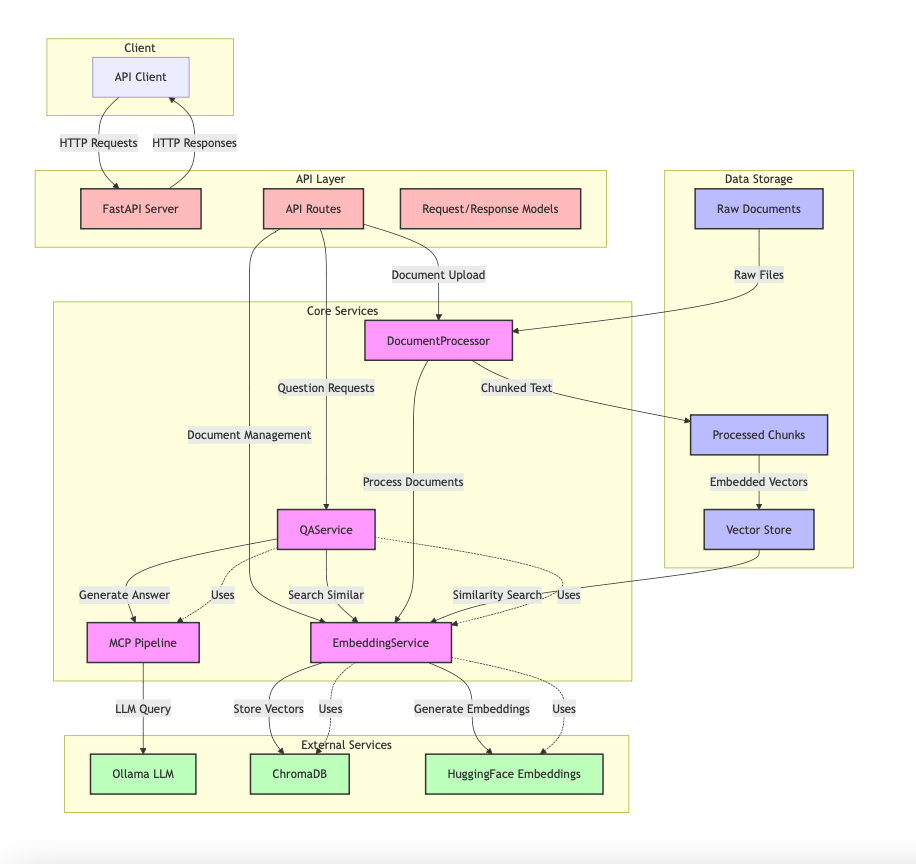 Client
API Client
HTTP Requests
HTTP Responses
API Layer
FastAPI Server
API Routes
Request/Response Models
Data Storage
Raw Documents
Document Upload
Raw Files
Core Services
DocumentProcessor
Question Requests
Chunked Text
Document Management
Processed Chunks
Process Documents
Embedded Vectors
QAService
Vector Store
Generate Answer
Uses
Search Similar
Similarity Search
Uses
MCP Pipeline
EmbeddingService
LLM Query
Store Vectors
Uses
Generate Embeddings
Uses
External Services
Ollama LLM
ChromaDB
HuggingFace Embeddings